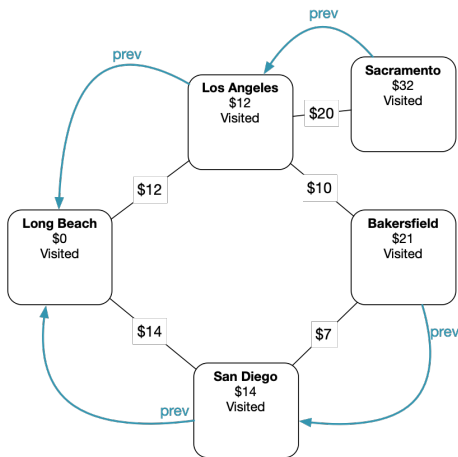 prev
prev
Sacramento
$32
Visited
Los Angeles
$12
Visited
$20
$12
$10
Long Beach
$0
Visited
Bakersfield
$21
Visited
$14
$7
prev
San Diego
$14
Visited
prev